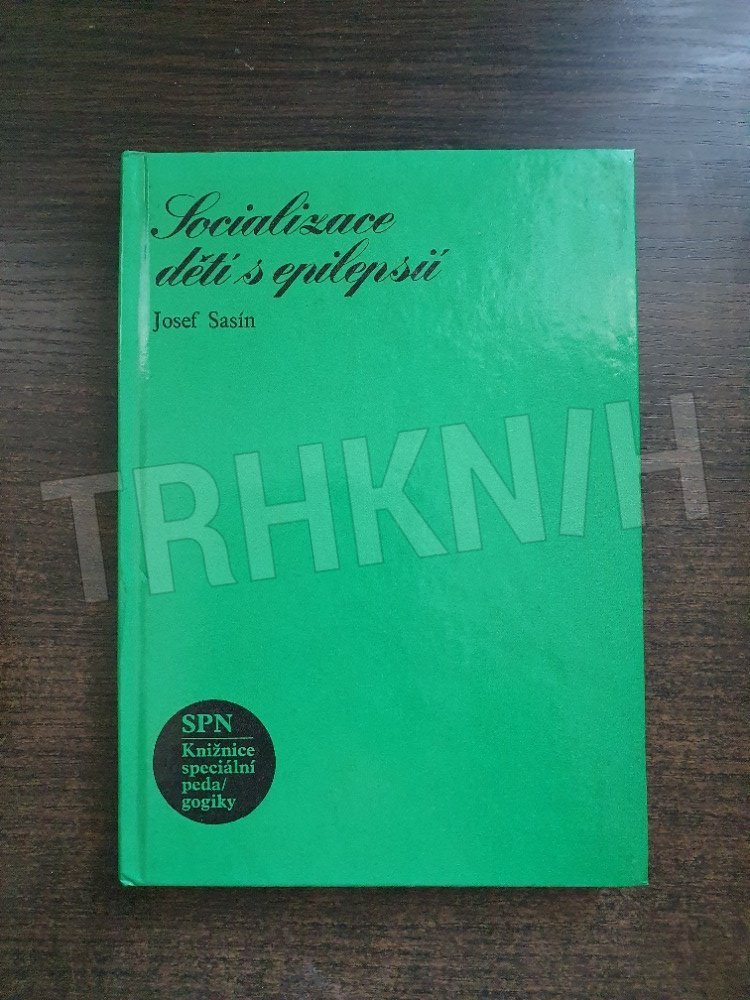 Socializace
dětí s epilepsií
Josef Sasín
TRHKNIH
SPN
Knižnice
speciální
peda/
gogiky